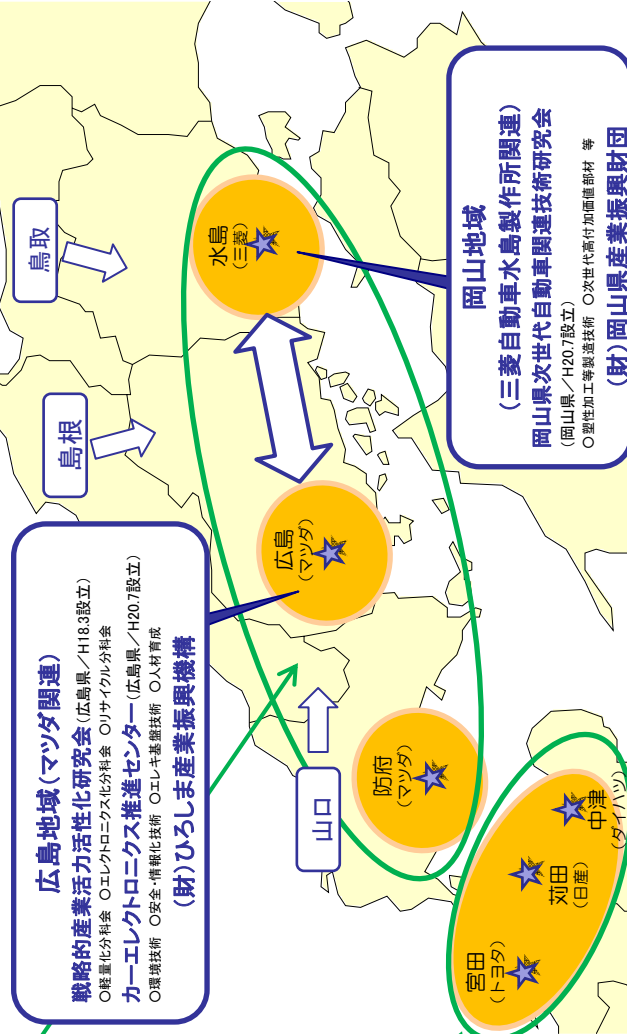 広島地域(マツダ関連)
戦略的産業活力活性化研究会(広島県／H18.3設立)
○軽量化分科会 ○エレクトロニクス化分科会 ○リサイクル分科会
カーエレクトロニクス推進センター(広島県／H20.7設立)
○環境技術 ○安全・情報化技術 ○エレキ基盤技術 ○人材育成
(財)ひろしま産業振興機構
島根
鳥取
山口
水島
(三菱)
広島
(マツダ)
防府
(マツダ)
宮田
(トヨタ)
苅田
(日産)
中津
(ダイハツ)
岡山地域
(三菱自動車水島製作所関連)
岡山県次世代自動車関連技術研究会
(岡山県／H20.7設立)
○塑性加工等製造技術 ○次世代高付加価値部材 等
(財)岡山県産業振興財団